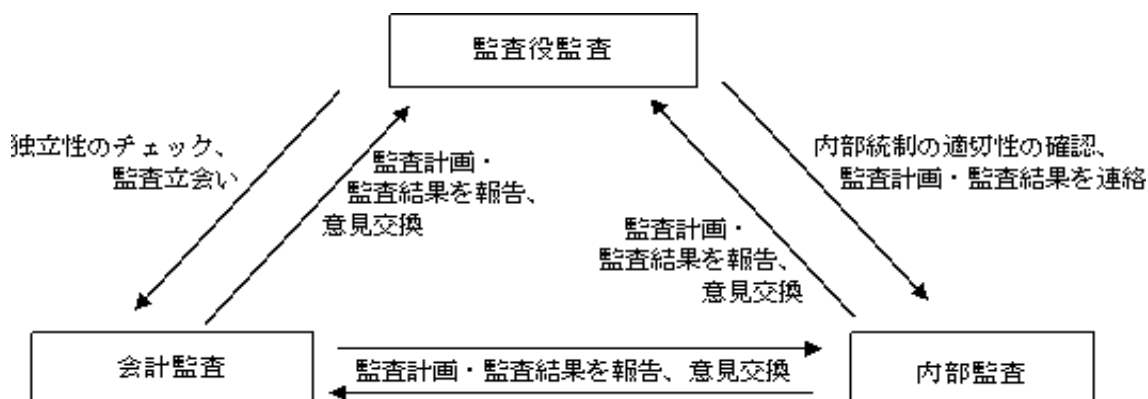 監査役監査
独立性のチェック、
監査立会い
監査計画・
監査結果を報告、
意見交換
内部統制の適切性の確認、
監査計画・監査結果を連絡
監査計画・
監査結果を報告、
意見交換
会計監査
監査計画・監査結果を報告、意見交換
内部監査